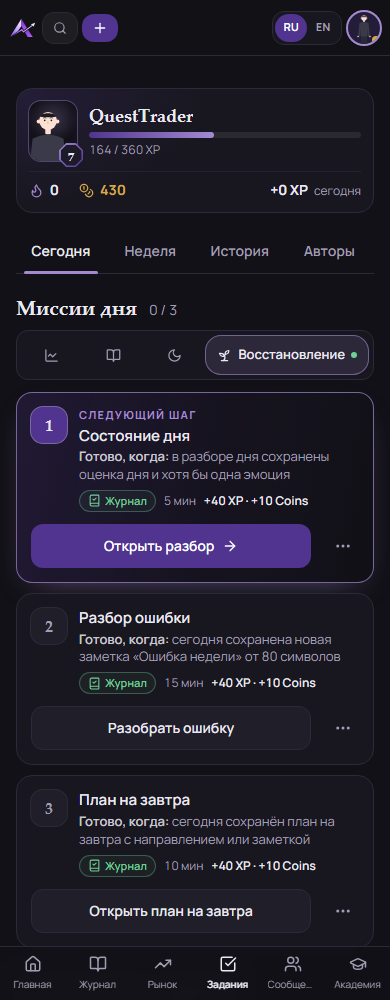 RU EN
QuestTrader
7
164 / 360 XP
0 430 +0 XP сегодня
Сегодня Неделя История Авторы
Миссии дня 0 / 3
Восстановление
1
СЛЕДУЮЩИЙ ШАГ
Состояние дня
Готово, когда: в разборе дня сохранены
оценка дня и хотя бы одна эмоция
Журнал 5 мин +40 XP · +10 Coins
Открыть разбор
2
Разбор ошибки
Готово, когда: сегодня сохранена новая
заметка «Ошибка недели» от 80 символов
Журнал 15 мин +40 XP · +10 Coins
Разобрать ошибку
3
План на завтра
Готово, когда: сегодня сохранён план на
завтра с направлением или заметкой
Журнал 10 мин +40 XP · +10 Coins
Открыть план на завтра
Главная Журнал Рынок Задания Сообще... Академия